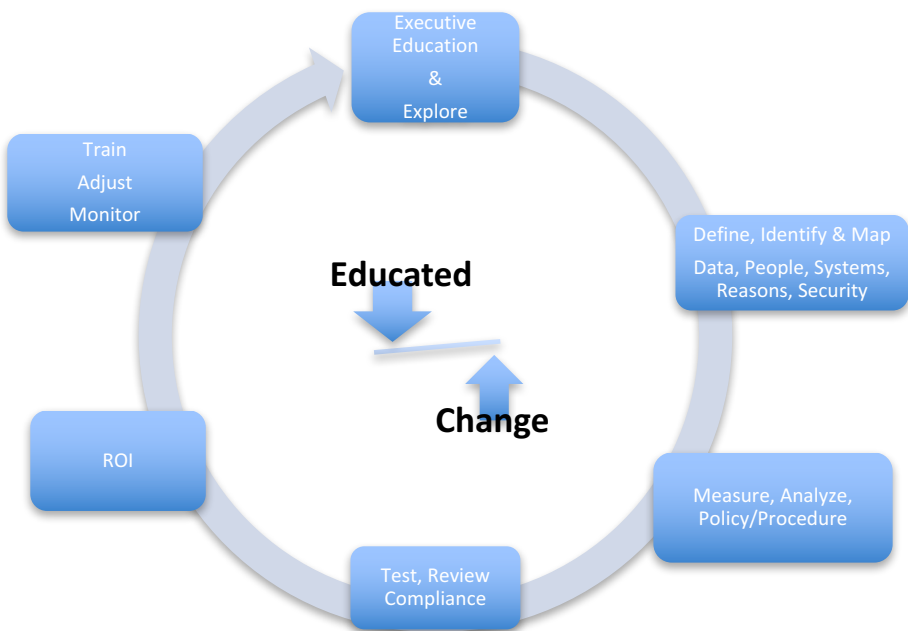 Executive
Education
&
Explore
Define, Identify & Map
Data, People, Systems,
Reasons, Security
Measure, Analyze,
Policy/Procedure
Test, Review
Compliance
ROI
Train
Adjust
Monitor
Educated
Change